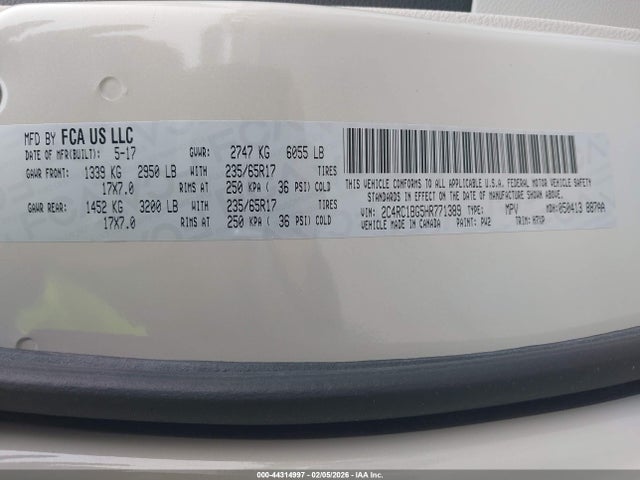 MFD BY FCA US LLC
DATE OF MFR(BUILT): 5-17 GVWR: 2747 KG 6055 LB
GAWR FRONT: 1339 KG 2950 LB WITH 235/65R17 TIRES
17X7.0 RIMS AT 250 KPA ( 36 PSI) COLD
GAWR REAR: 1452 KG 3200 LB WITH 235/65R17 TIRES
17X7.0 RIMS AT 250 KPA ( 36 PSI) COLD
THIS VEHICLE CONFORMS TO ALL APPLICABLE U.S.A. FEDERAL MOTOR VEHICLE SAFETY
STANDARDS IN EFFECT ON THE DATE OF MANUFACTURE SHOWN ABOVE.
VIN: 2C4RC1BG5HR771389 TYPE: MPV MDH: 050413 887AA
VEHICLE MADE IN CANADA PAINT: PW2 TRIM:
000-44314997 - 02/05/2026 - IAA Inc.